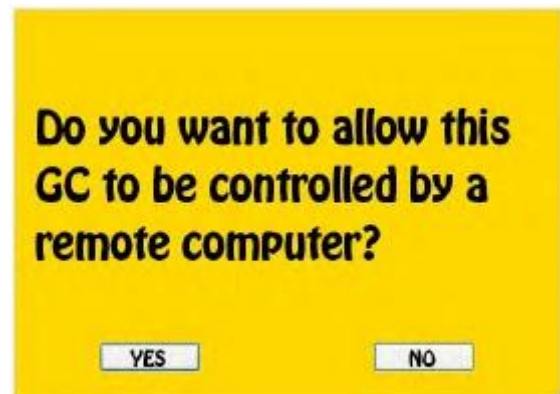 Do you want to allow this
GC to be controlled by a
remote computer?
YES NO